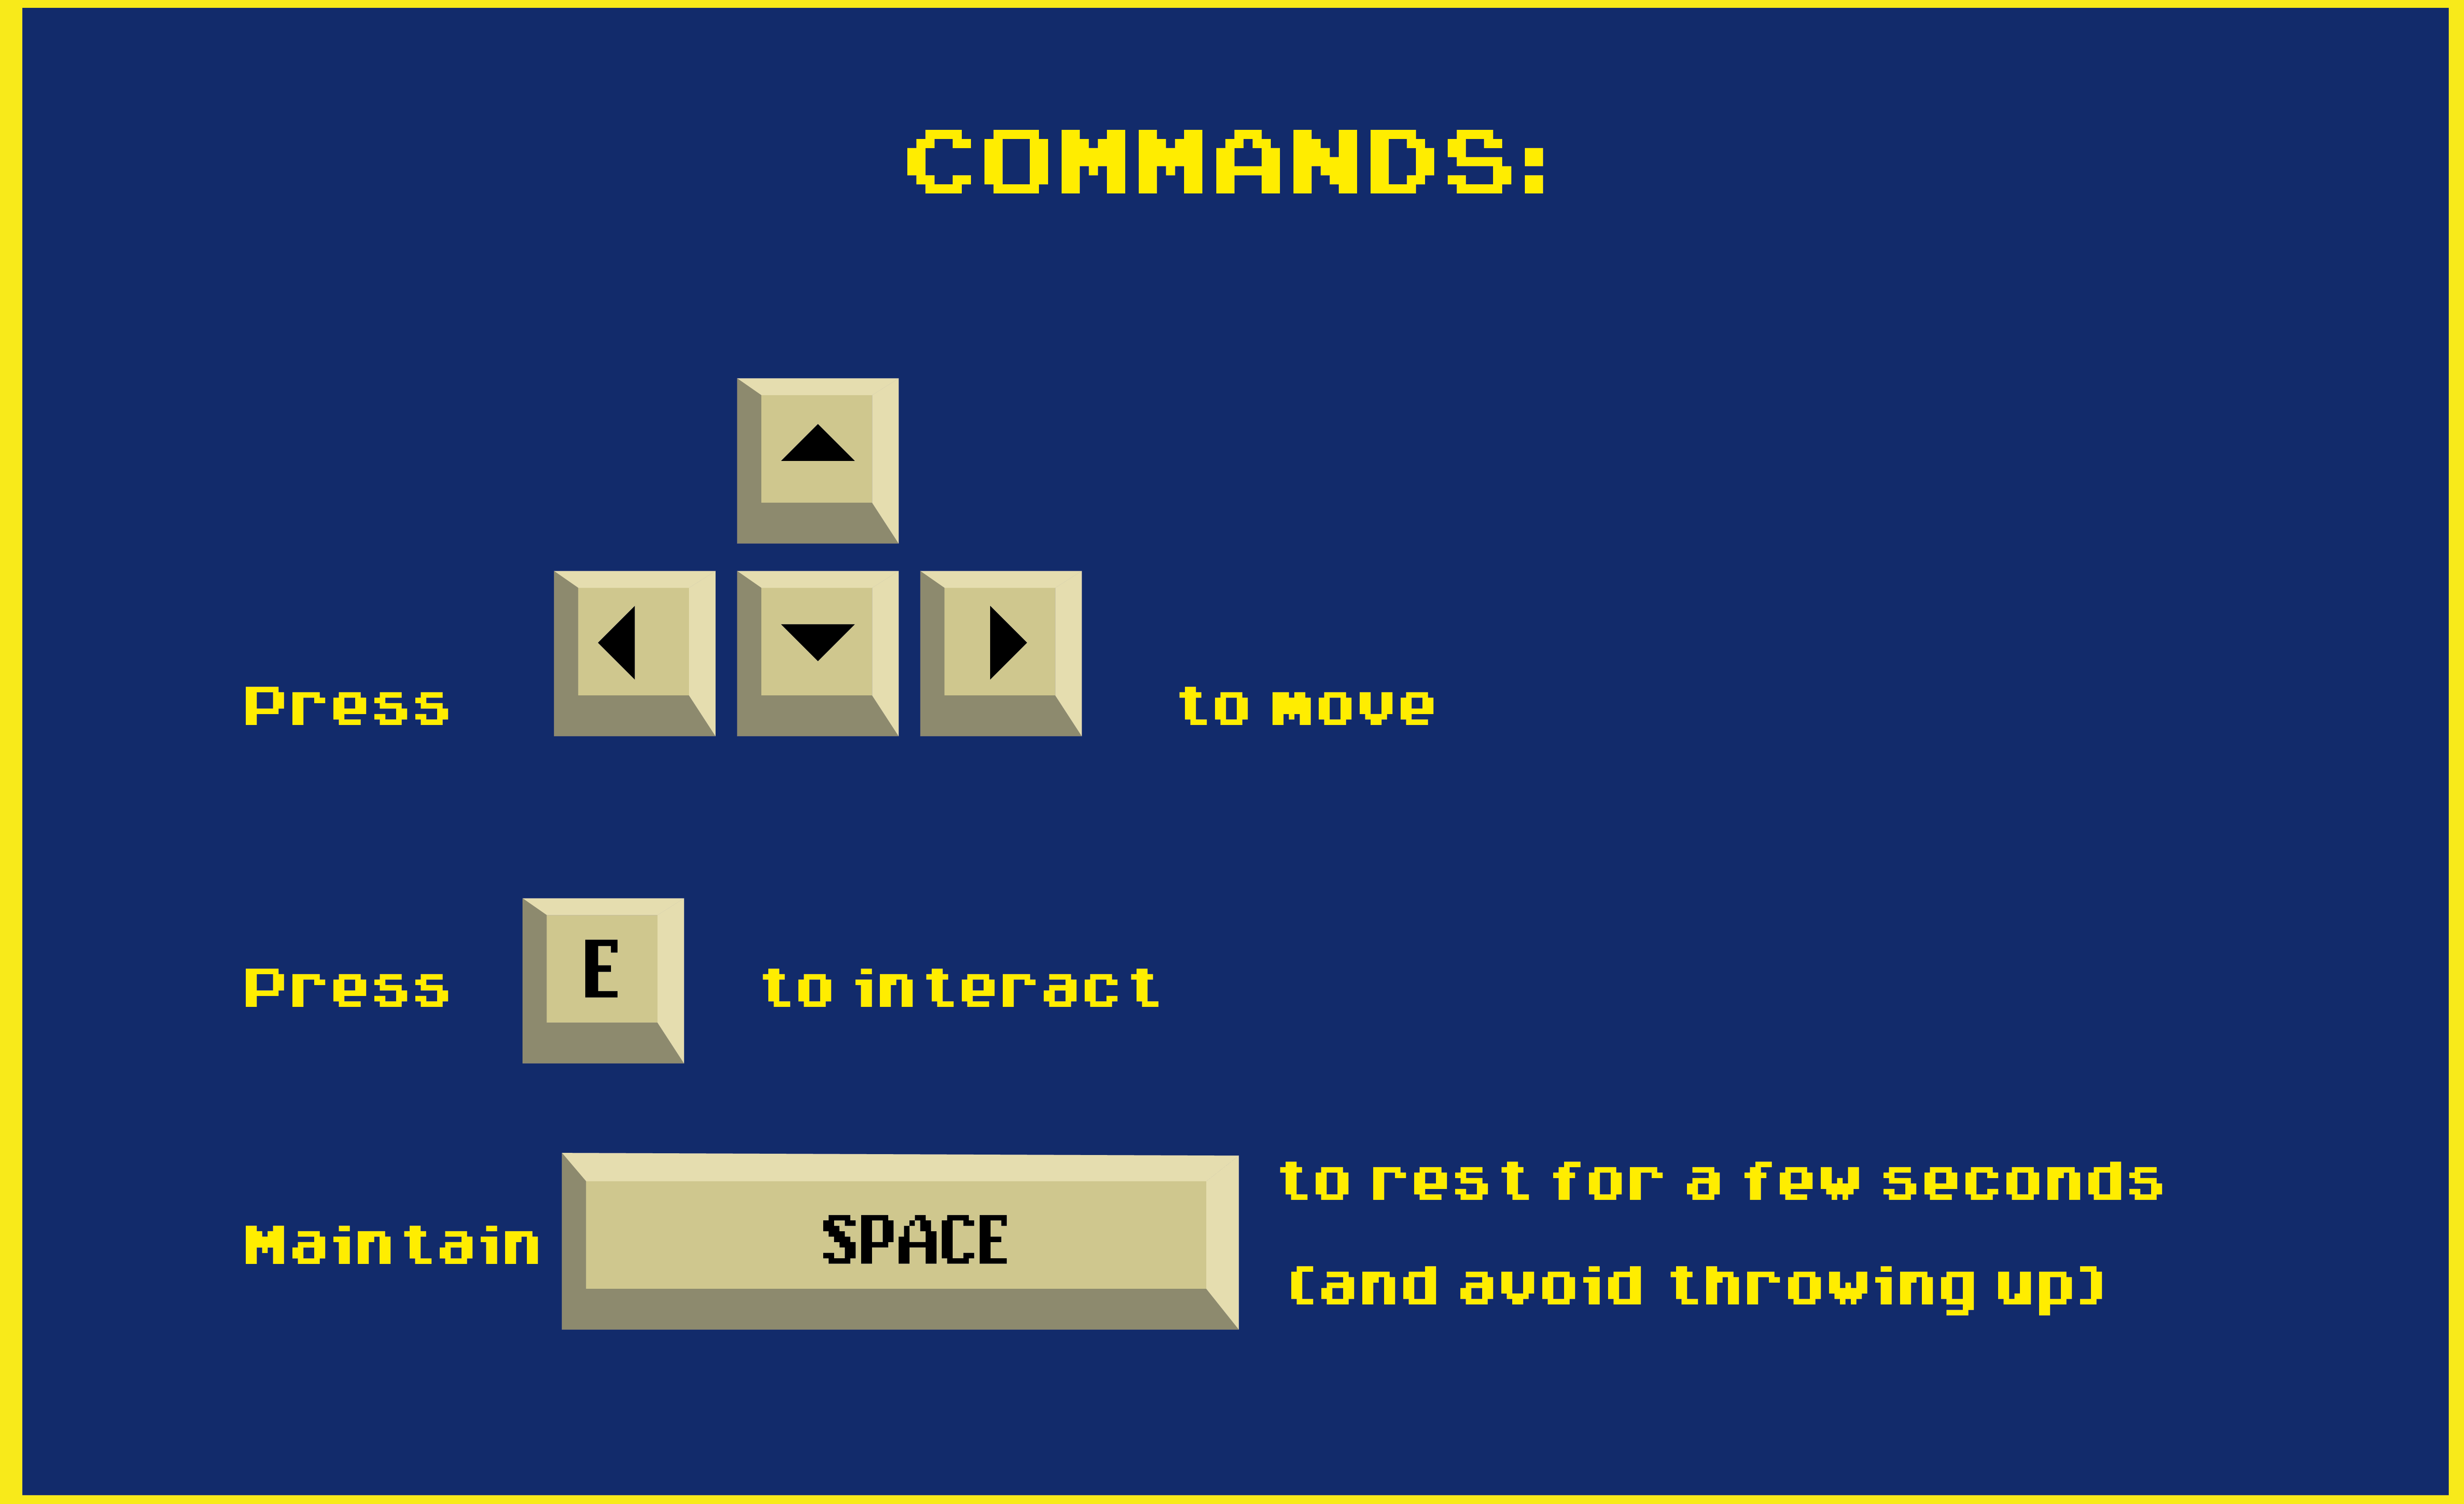 COMMANDS:
Press to move
Press E to interact
to rest for a few seconds
Maintain SPACE
(and avoid throwing up)